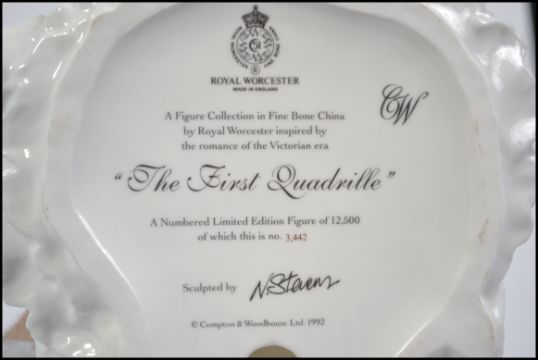 ROYAL WORCESTER
MADE IN ENGLAND
CW
A Figure Collection in Fine Bone China
by Royal Worcester inspired by
the romance of the Victorian era
"The First Quadrille"
A Numbered Limited Edition Figure of 12,500
of which this is no. 3,442
Sculpted by N Stevens
© Compton & Woodhouse Ltd. 1992